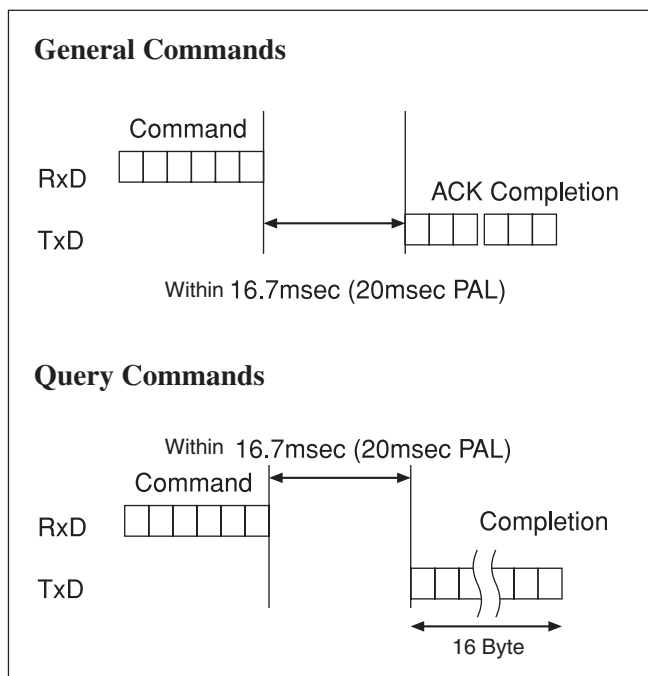 General Commands
Command
RxD
ACK Completion
TxD
Within 16.7msec (20msec PAL)
Query Commands
Within 16.7msec (20msec PAL)
Command
RxD
Completion
TxD
16 Byte